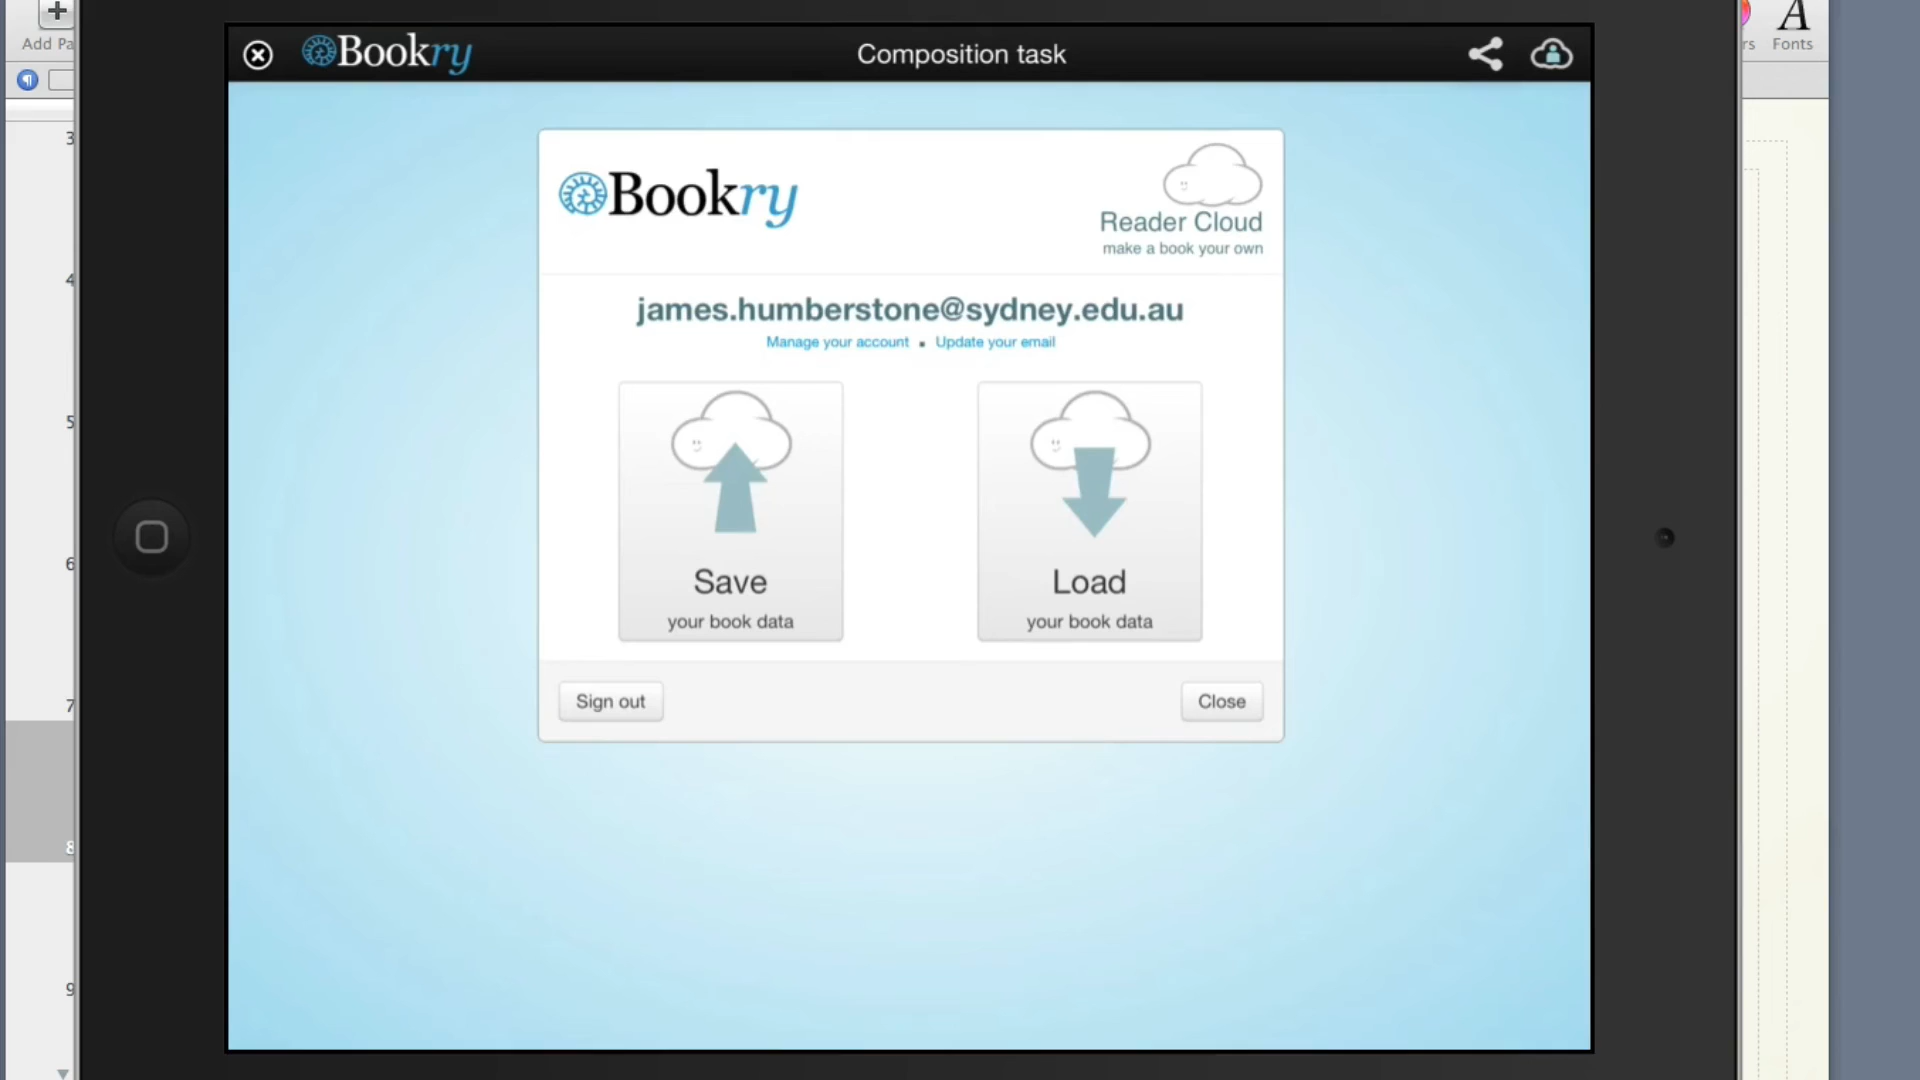 Add Pa
Fonts
rs
Bookry
Composition task
3
4
5
6
7
8
9
Bookry
Reader Cloud
make a book your own
james.humberstone@sydney.edu.au
Manage your account ▪ Update your email
Save
your book data
Load
your book data
Sign out
Close